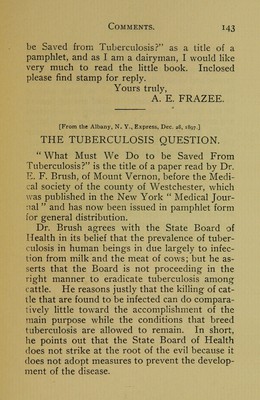 COMMENTS. 143
be Saved from Tuberculosis?" as a title of a
pamphlet, and as I am a dairyman, I would like
very much to read the little book. Inclosed
please find stamp for reply.
Yours truly,
A. E. FRAZEE.
[From the Albany, N. Y., Express, Dec. 28, 1897.]
THE TUBERCULOSIS QUESTION.
" What Must We Do to be Saved From
Tuberculosis?" is the title of a paper read by Dr.
E. F. Brush, of Mount Vernon, before the Medi-
cal society of the county of Westchester, which
was published in the New York " Medical Jour-
nal " and has now been issued in pamphlet form
for general distribution.
Dr. Brush agrees with the State Board of
Health in its belief that the prevalence of tuber-
culosis in human beings in due largely to infec-
tion from milk and the meat of cows; but he as-
serts that the Board is not proceeding in the
right manner to eradicate tuberculosis among
cattle. He reasons justly that the killing of cat-
tle that are found to be infected can do compara-
tively little toward the accomplishment of the
main purpose while the conditions that breed
tuberculosis are allowed to remain. In short,
he points out that the State Board of Health
does not strike at the root of the evil because it
does not adopt measures to prevent the develop-
ment of the disease.